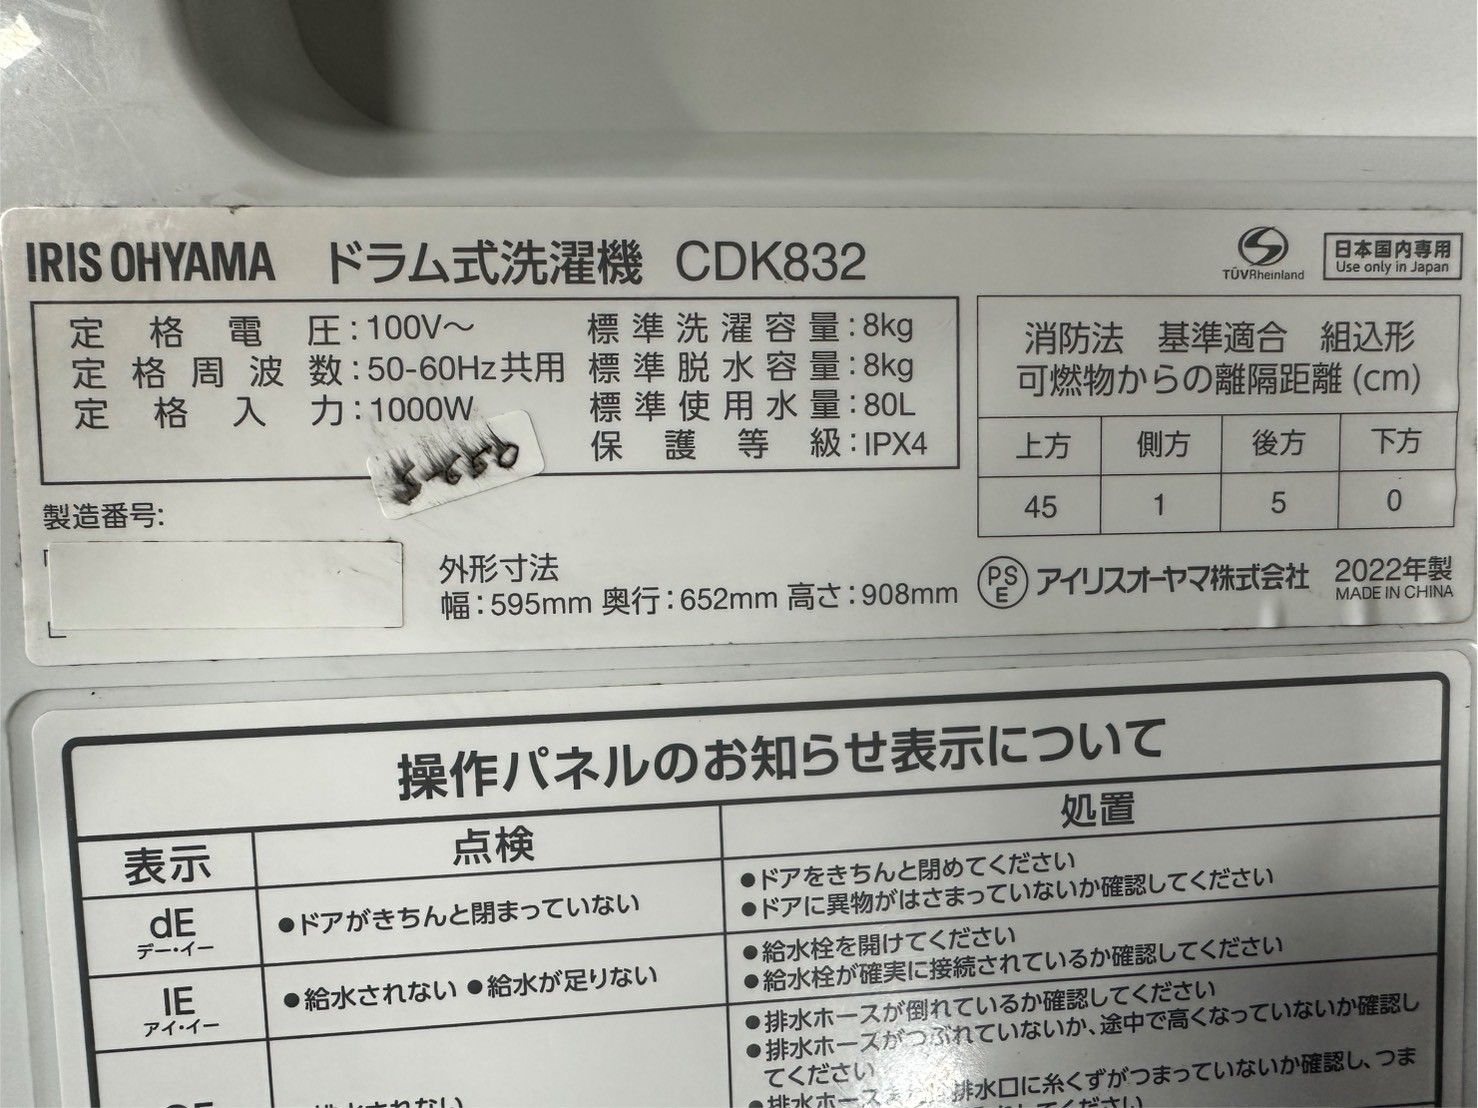 IRIS OHYAMA ドラム式洗濯機 CDK832
TÜVRheinland
日本国内専用
Use only in Japan
定格電圧:100V～
定格周波数:50-60Hz共用
定格入力:1000W
標準洗濯容量:8kg
標準脱水容量:8kg
標準使用水量:80L
保護等級:IPX4
消防法 基準適合 組込形
可燃物からの離隔距離(cm)
上方 側方 後方 下方
45 1 5 0
製造番号:
外形寸法
幅:595mm 奥行:652mm 高さ:908mm
PSE アイリスオーヤマ株式会社 2022年製
MADE IN CHINA
操作パネルのお知らせ表示について
表示 点検 処置
dE
デー・イー
●ドアがきちんと閉まっていない
●ドアをきちんと閉めてください
●ドアに異物がはさまっていないか確認してください
IE
アイ・イー
●給水されない ●給水が足りない
●給水栓を開けてください
●給水栓が確実に接続されているか確認してください
●排水ホースが倒れているか確認してください
●排水ホースがつぶれていないか、途中で高くなっていないか確認し
てください
排水口に糸くずがつまっていないか確認し、つま